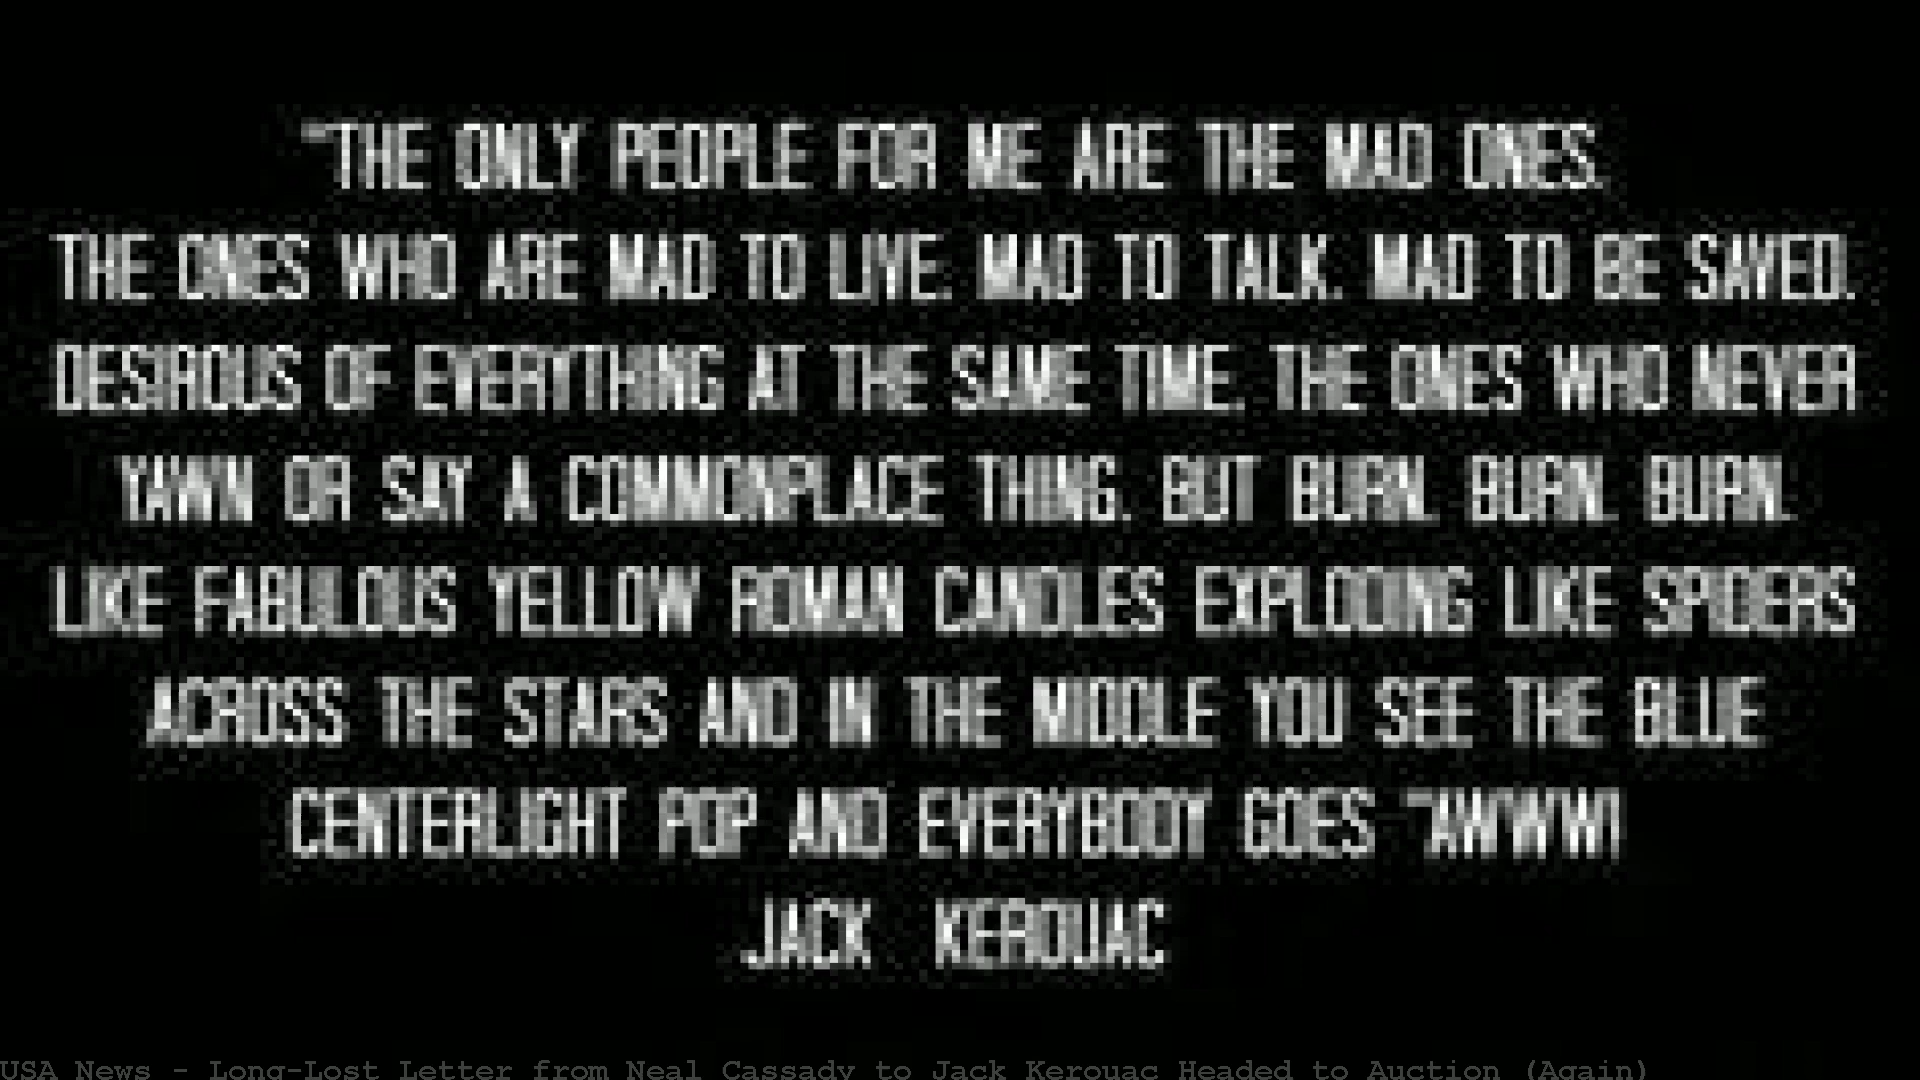 "THE ONLY PEOPLE FOR ME ARE THE MAD ONES.
THE ONES WHO ARE MAD TO LIVE. MAD TO TALK. MAD TO BE SAVED.
DESIROUS OF EVERYTHING AT THE SAME TIME. THE ONES WHO NEVER
YAWN OR SAY A COMMONPLACE THING. BUT BURN. BURN. BURN.
LIKE FABULOUS YELLOW ROMAN CANDLES EXPLODING LIKE SPIDERS
ACROSS THE STARS AND IN THE MIDDLE YOU SEE THE BLUE
CENTERLIGHT POP AND EVERYBODY GOES "AWWW!
JACK KEROUAC
USA News - Long-Lost Letter from Neal Cassady to Jack Kerouac Headed to Auction (Again)